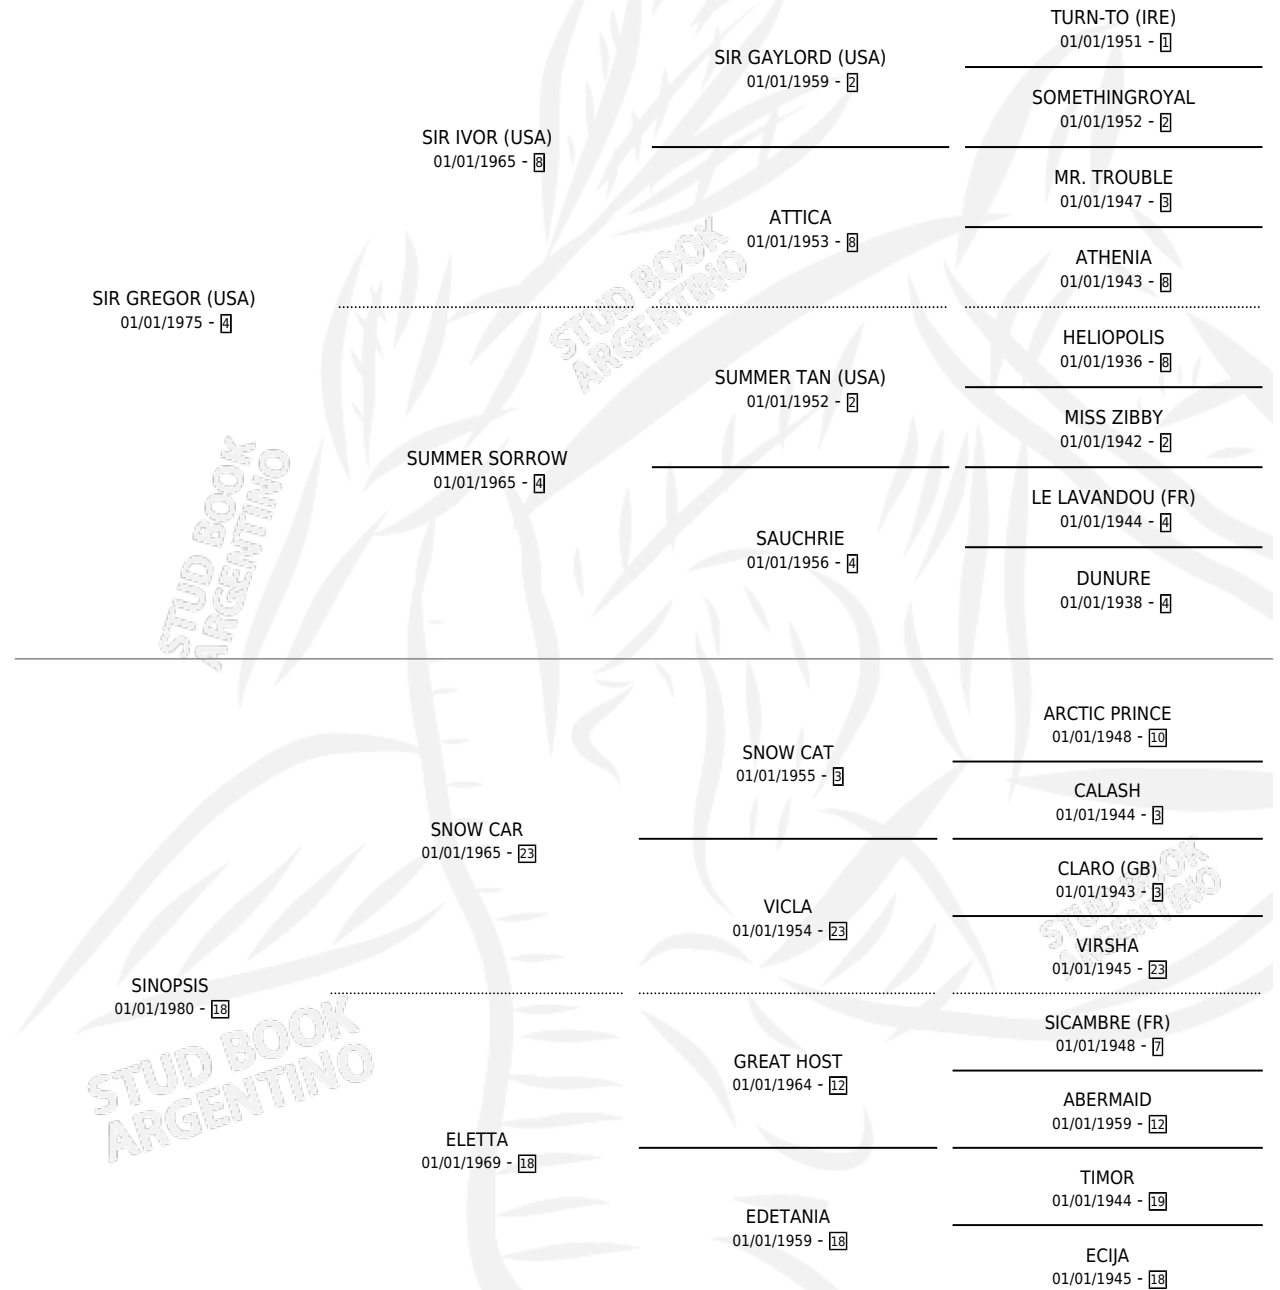 TURN-TO (IRE)
01/01/1951 - 1
SIR GAYLORD (USA)
01/01/1959 - 2
SOMETHINGROYAL
01/01/1952 - 2
SIR IVOR (USA)
01/01/1965 - 8
MR. TROUBLE
01/01/1947 - 3
ATTICA
01/01/1953 - 8
ATHENIA
01/01/1943 - 8
SIR GREGOR (USA)
01/01/1975 - 4
HELIOPOLIS
01/01/1936 - 8
SUMMER TAN (USA)
01/01/1952 - 2
MISS ZIBBY
01/01/1942 - 2
SUMMER SORROW
01/01/1965 - 4
LE LAVANDOU (FR)
01/01/1944 - 4
SAUCHRIE
01/01/1956 - 4
DUNURE
01/01/1938 - 4
ARCTIC PRINCE
01/01/1948 - 10
SNOW CAT
01/01/1955 - 3
CALASH
01/01/1944 - 3
SNOW CAR
01/01/1965 - 23
CLARO (GB)
01/01/1943 - 3
VICLA
01/01/1954 - 23
VIRSHA
01/01/1945 - 23
SINOPSIS
01/01/1980 - 18
SICAMBRE (FR)
01/01/1948 - 7
GREAT HOST
01/01/1964 - 12
ABERMAID
01/01/1959 - 12
ELETTA
01/01/1969 - 18
TIMOR
01/01/1944 - 19
EDETANIA
01/01/1959 - 18
ECIJA
01/01/1945 - 18
STUD BOOK
ARGENTINO
STUD BOOK
ARGENTINO
STUD BOOK
ARGENTINO
STUD BOOK
ARGENTINO